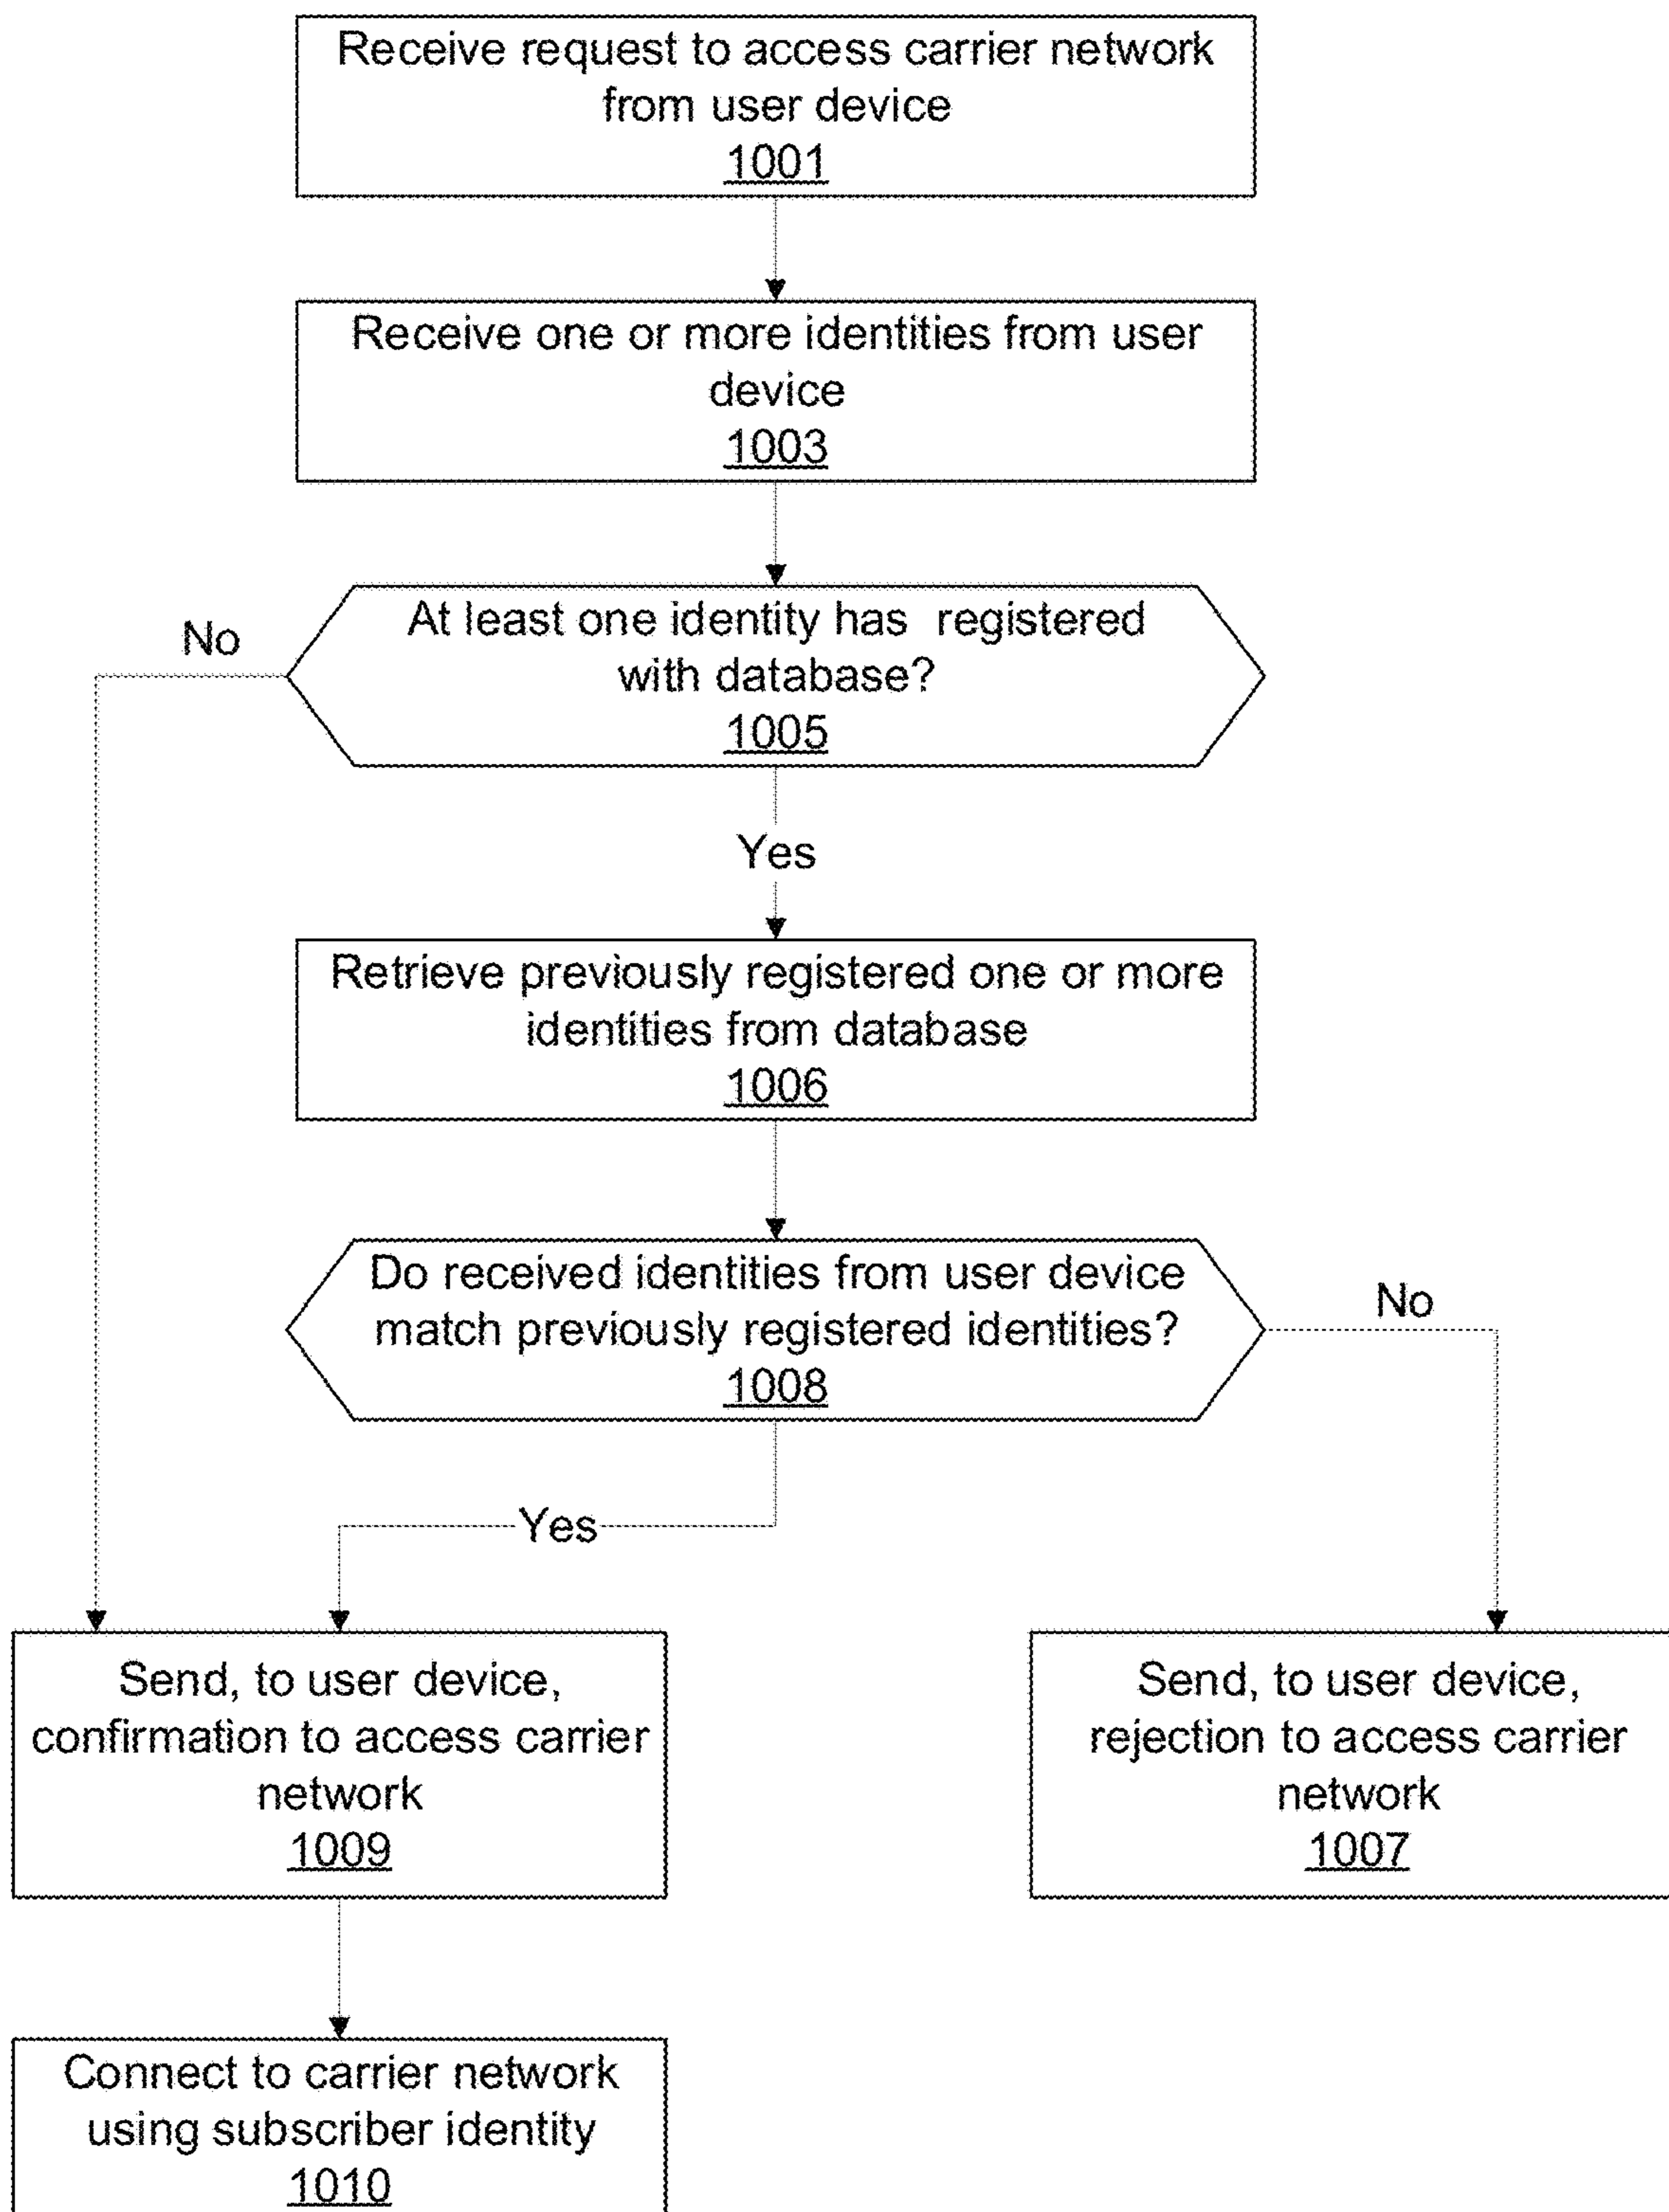 Receive request to access carrier network
from user device
1001
Receive one or more identities from user
device
1003
No
At least one identity has  registered
with database?
1005
Yes
Retrieve previously registered one or more
identities from database
1006
Do received identities from user device
match previously registered identities?
1008
No
Yes
Send, to user device,
confirmation to access carrier
network
1009
Send, to user device,
rejection to access carrier
network
1007
Connect to carrier network
using subscriber identity
1010